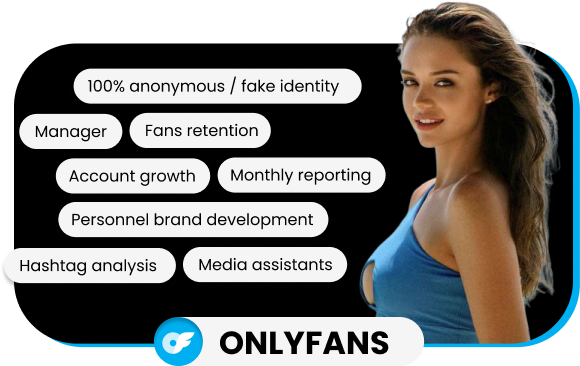 100% anonymous / fake identity
Manager
Fans retention
Account growth
Monthly reporting
Personnel brand development
Hashtag analysis
Media assistants
OF
ONLYFANS